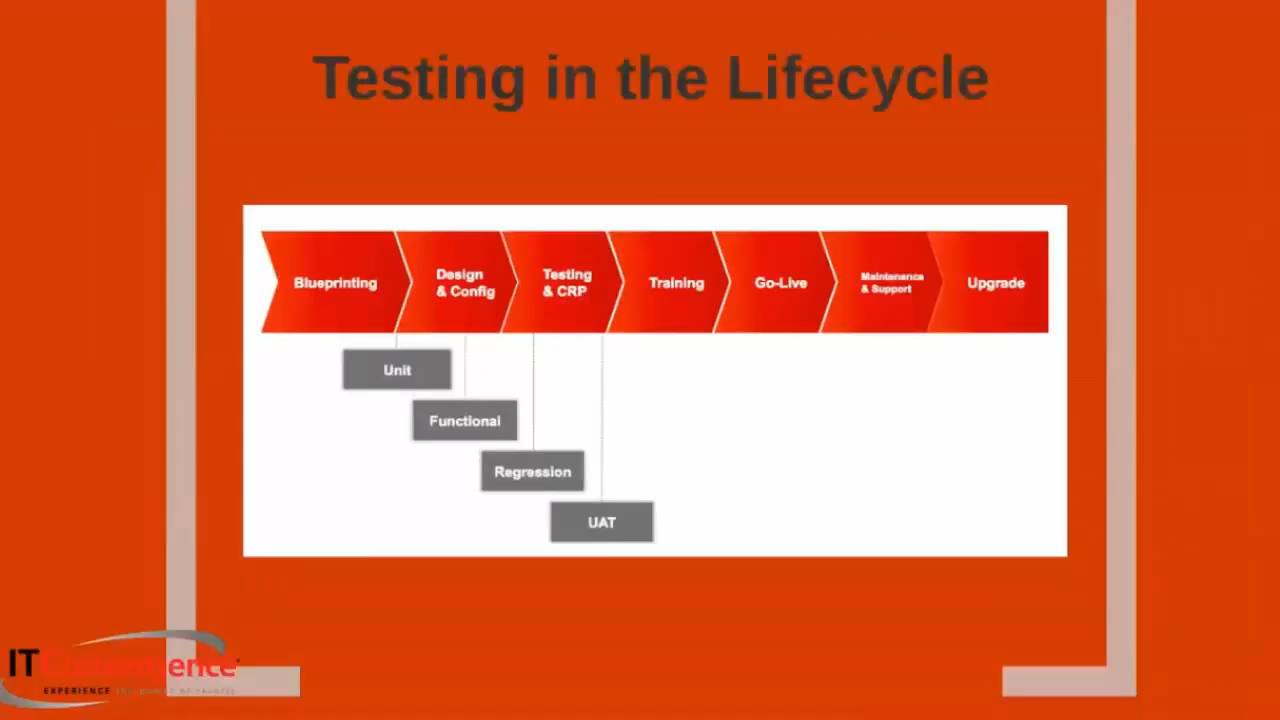 Testing in the Lifecycle
Blueprinting
Design
& Config
Testing
& CRP
Training
Go-Live
Maintenance
& Support
Upgrade
Unit
Functional
Regression
UAT
IT Convergence
EXPERIENCE